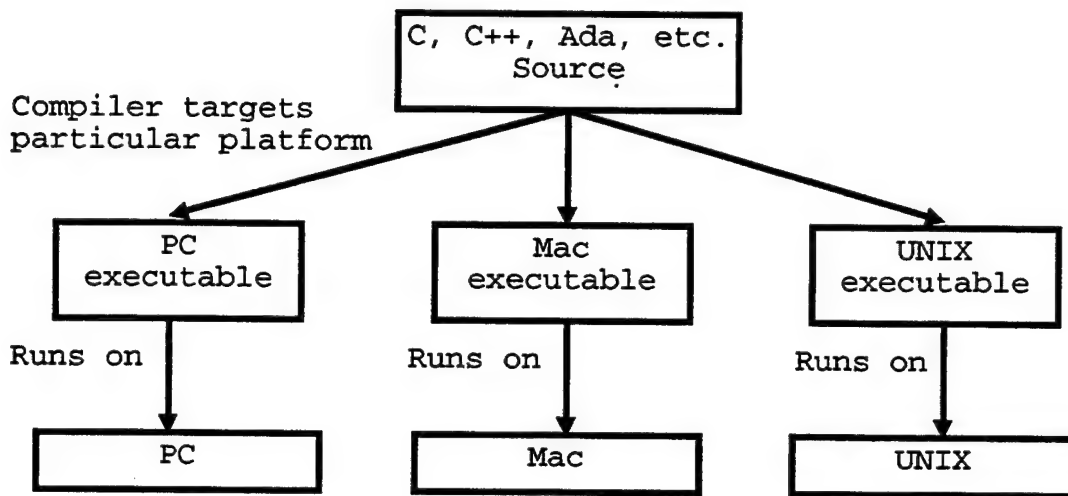 C, C++, Ada, etc.
Source
Compiler targets
particular platform
PC
executable
Mac
executable
UNIX
executable
Runs on
Runs on
Runs on
PC
Mac
UNIX